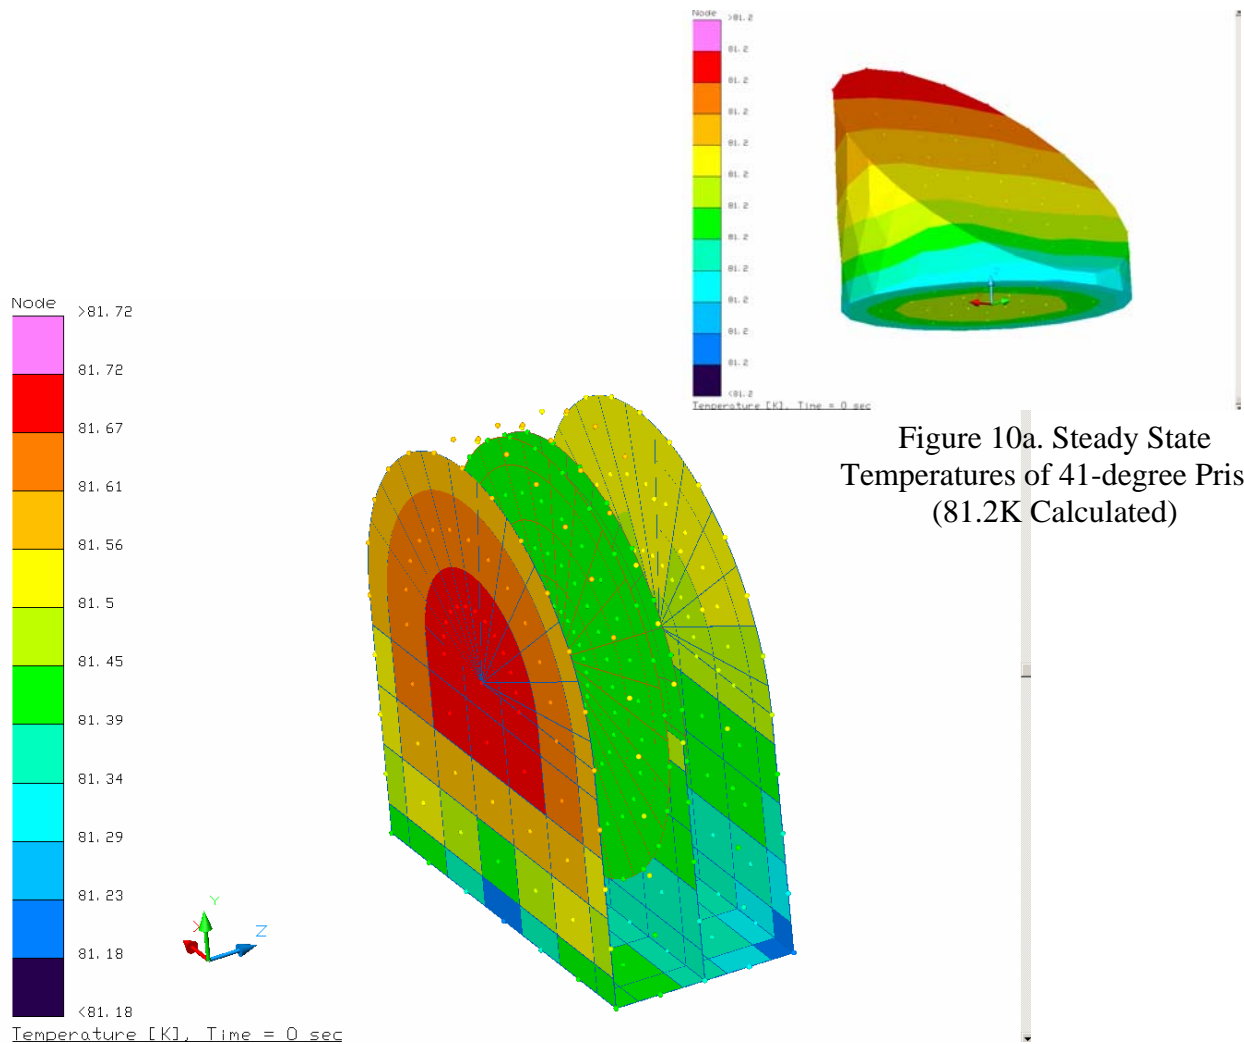 Node
>81.2
81.2
81.2
81.2
81.2
81.2
81.2
81.2
81.2
81.2
81.2
81.2
<81.2
Temperature [K], Time = 0 sec
Figure 10a. Steady State
Temperatures of 41-degree Pris
(81.2K Calculated)
Node
>81.72
81.72
81.67
81.61
81.56
81.5
81.45
81.39
81.34
81.29
81.23
81.18
<81.18
Temperature [K], Time = 0 sec
X
Y
Z
Z